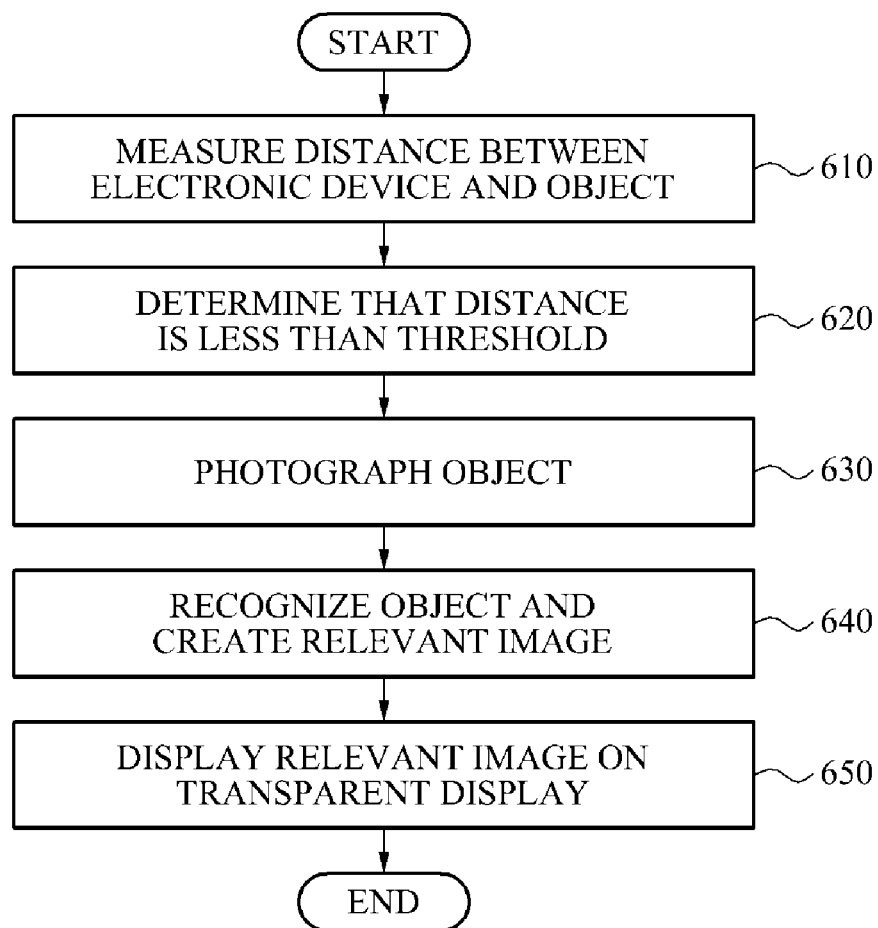 START
MEASURE DISTANCE BETWEEN
ELECTRONIC DEVICE AND OBJECT
610
DETERMINE THAT DISTANCE
IS LESS THAN THRESHOLD
620
PHOTOGRAPH OBJECT
630
RECOGNIZE OBJECT AND
CREATE RELEVANT IMAGE
640
DISPLAY RELEVANT IMAGE ON
TRANSPARENT DISPLAY
650
END